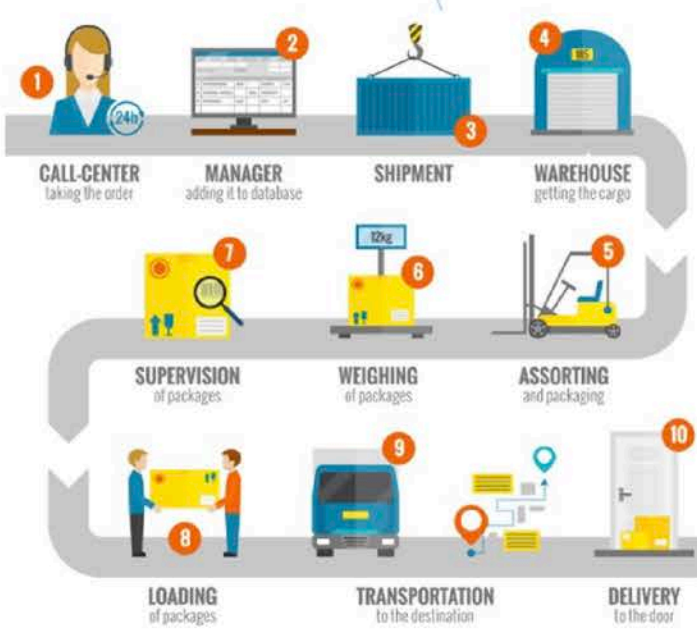 1
24h
CALL-CENTER
taking the order
2
MANAGER
adding it to database
3
SHIPMENT
4
WAREHOUSE
getting the cargo
5
ASSORTING
and packaging
12kg
6
WEIGHING
of packages
7
SUPERVISION
of packages
8
LOADING
of packages
9
TRANSPORTATION
to the destination
10
DELIVERY
to the door